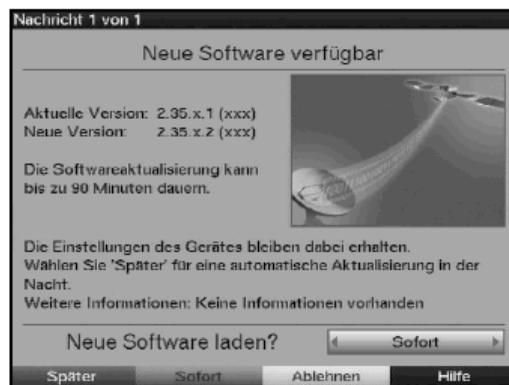 Nachricht 1 von 1
Neue Software verfügbar
Aktuelle Version: 2.35.x.1 (xxx)
Neue Version: 2.35.x.2 (xxx)
Die Softwareaktualisierung kann
bis zu 90 Minuten dauern.
Die Einstellungen des Gerätes bleiben dabei erhalten.
Wählen Sie 'Später' für eine automatische Aktualisierung in der
Nacht.
Weitere Informationen: Keine Informationen vorhanden
Neue Software laden? Sofort
Später Sofort Ablehnen Hilfe